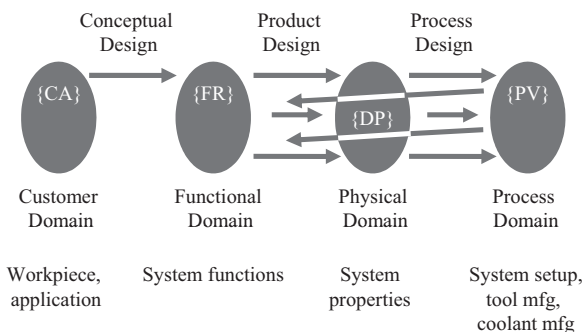 Conceptual
Design
Product
Design
Process
Design
{CA}
{FR}
{DP}
{PV}
Customer
Domain
Functional
Domain
Physical
Domain
Process
Domain
Workpiece,
application
System functions
System
properties
System setup,
tool mfg,
coolant mfg